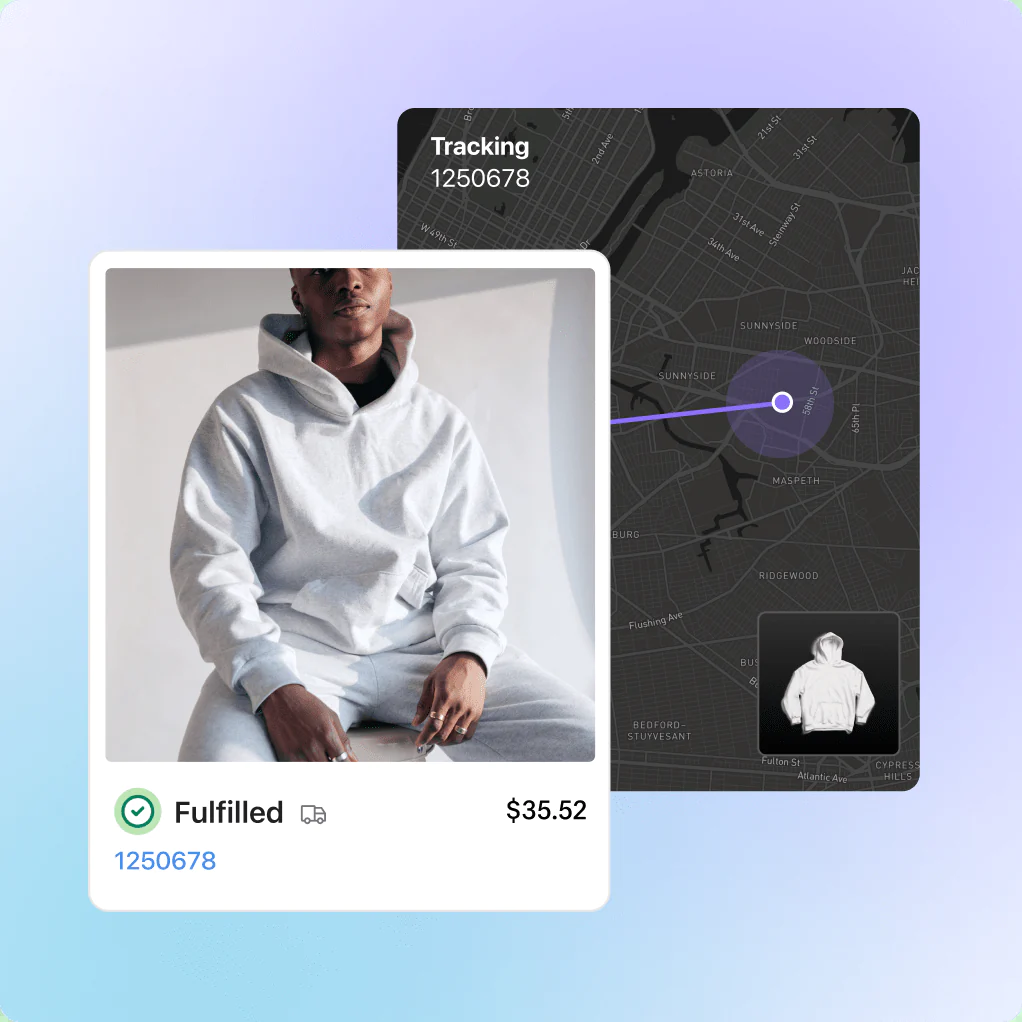 Tracking
1250678
2nd Ave
21st St
31st St
ASTORIA
31st Ave
Steinway St
34th Ave
W 49th St
Dr
SUNNYSIDE
WOODSIDE
SUNNYSIDE
58th St
65th Pl
MASPETH
BURG
RIDGEWOOD
Flushing Ave
BEDFORD-
STUYVESANT
Fulton St
Atlantic Ave
CYPRESS
HILLS
Fulfilled
$35.52
1250678